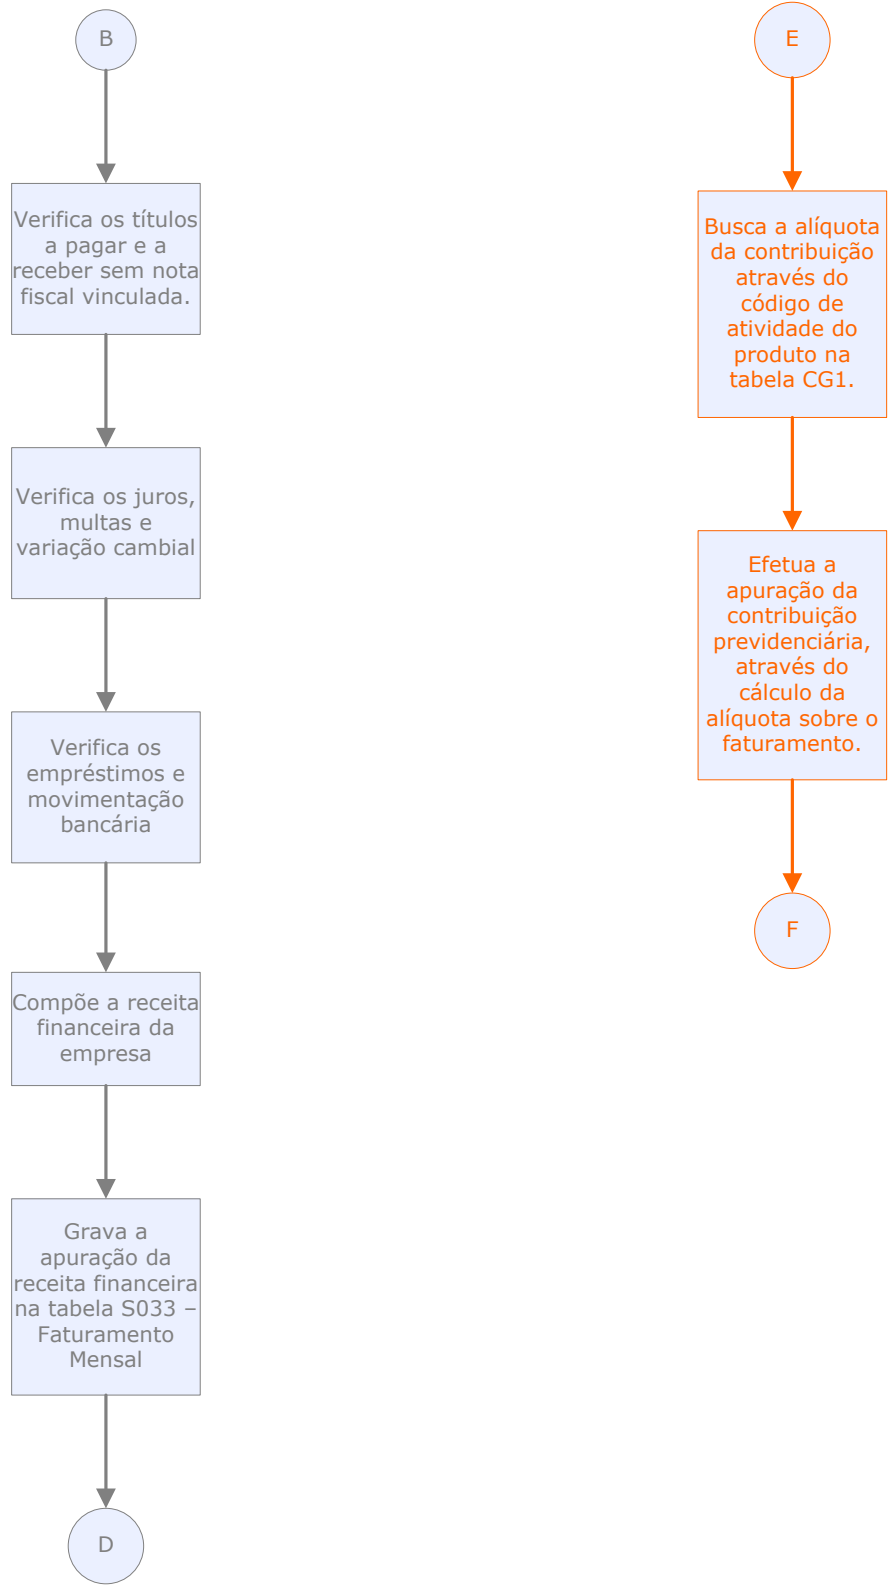 B
Verifica os títulos
a pagar e a
receber sem nota
fiscal vinculada.
Verifica os juros,
multas e
variação cambial
Verifica os
empréstimos e
movimentação
bancária
Compõe a receita
financeira da
empresa
Grava a
apuração da
receita financeira
na tabela S033 –
Faturamento
Mensal
D
E
Busca a alíquota
da contribuição
através do
código de
atividade do
produto na
tabela CG1.
Efetua a
apuração da
contribuição
previdenciária,
através do
cálculo da
alíquota sobre o
faturamento.
F